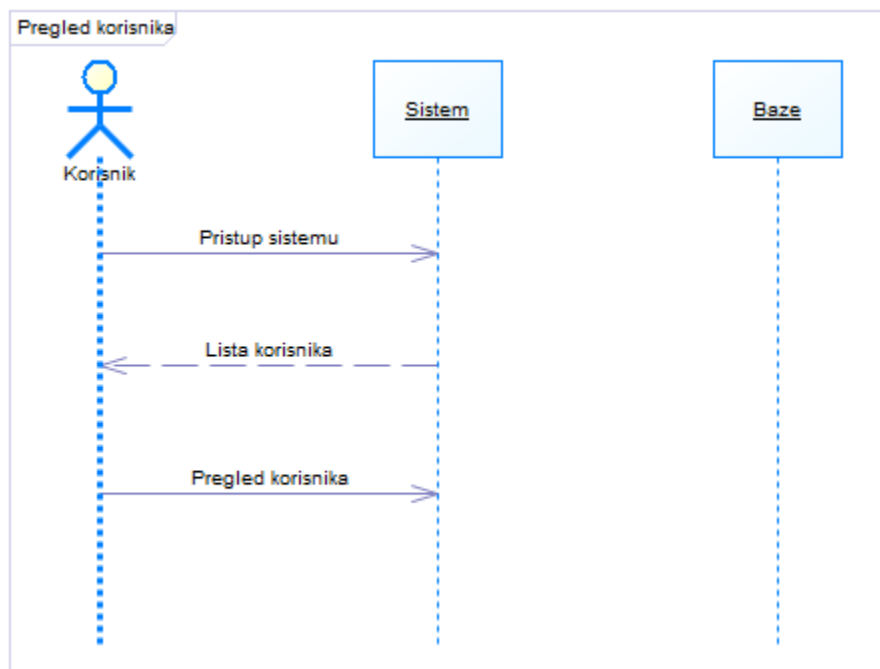 Pregled korisnika
Korisnik
Sistem
Baze
Pristup sistemu
Lista korisnika
Pregled korisnika